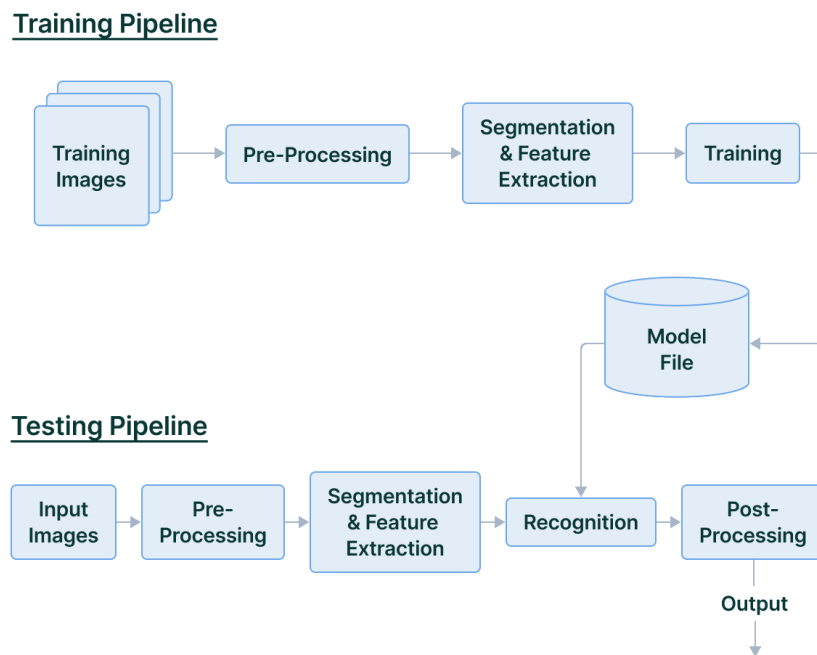 Training Pipeline
Training
Images
Pre-Processing
Segmentation
& Feature
Extraction
Training
Model
File
Testing Pipeline
Input
Images
Pre-
Processing
Segmentation
& Feature
Extraction
Recognition
Post-
Processing
Output